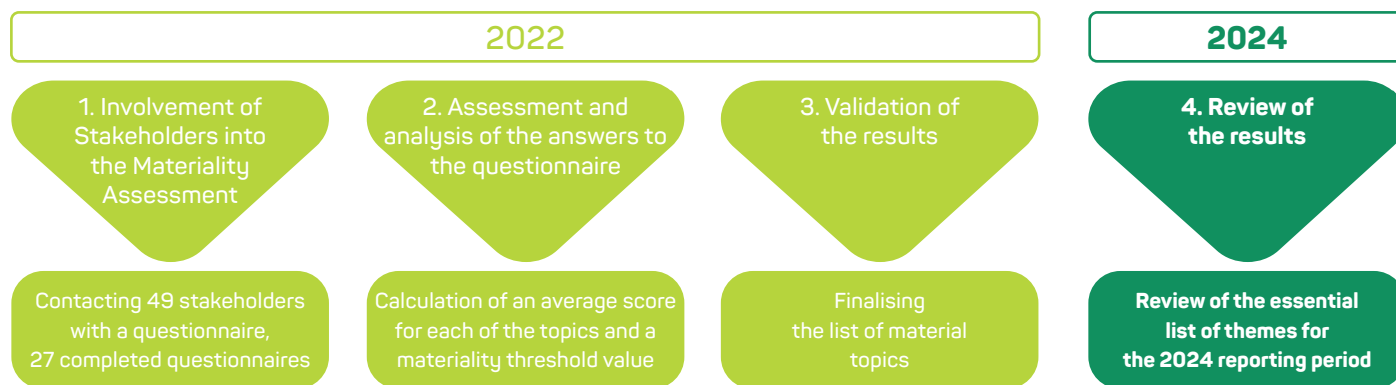 2022
2024
1. Involvement of
Stakeholders into
the Materiality
Assessment
2. Assessment and
analysis of the answers to
the questionnaire
3. Validation of
the results
4. Review of
the results
Contacting 49 stakeholders
with a questionnaire,
27 completed questionnaires
Calculation of an average score
for each of the topics and a
materiality threshold value
Finalising
the list of material
topics
Review of the essential
list of themes for
the 2024 reporting period